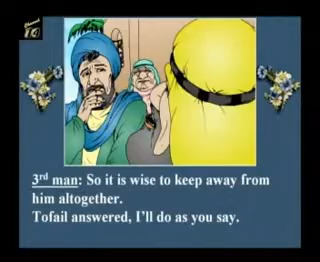 Channel
3rd man: So it is wise to keep away from
him altogether.
Tofail answered, I'll do as you say.